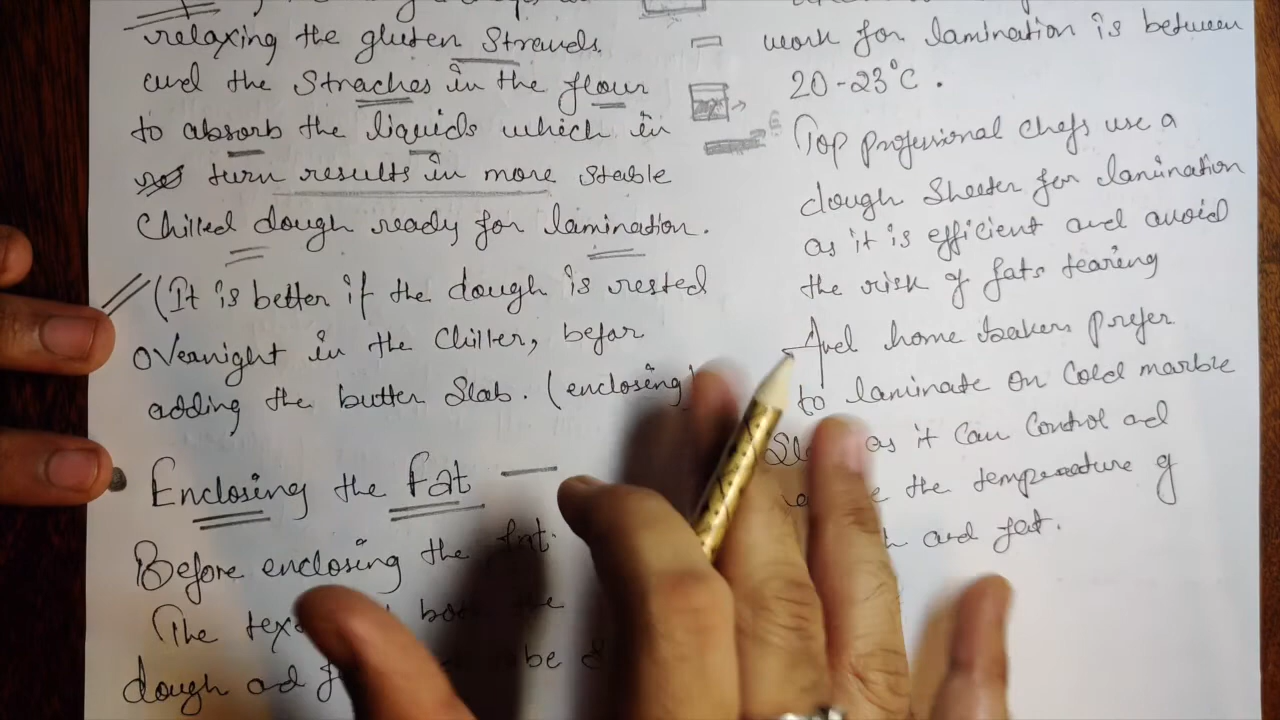 relaxing the gluten Strands
and the Straches in the flour
to absorb the liquids which in
turn results in more stable
Chilled dough ready for lamination.
(It is better if the dough is rested
overnight in the Chiller, befor
adding the butter Slab. (enclosing)
Enclosing the Fat
Before enclosing the fat.
The
dough ad be
work for lamination is between
20-23°C.
Top professional chefs use a
dough Sheeter for lamination
as it is efficient and avoid
the risk of fats tearing
And home bakers prefer
to laminate on Cold marble
as it Can Control ad
the temperature of
and fat.